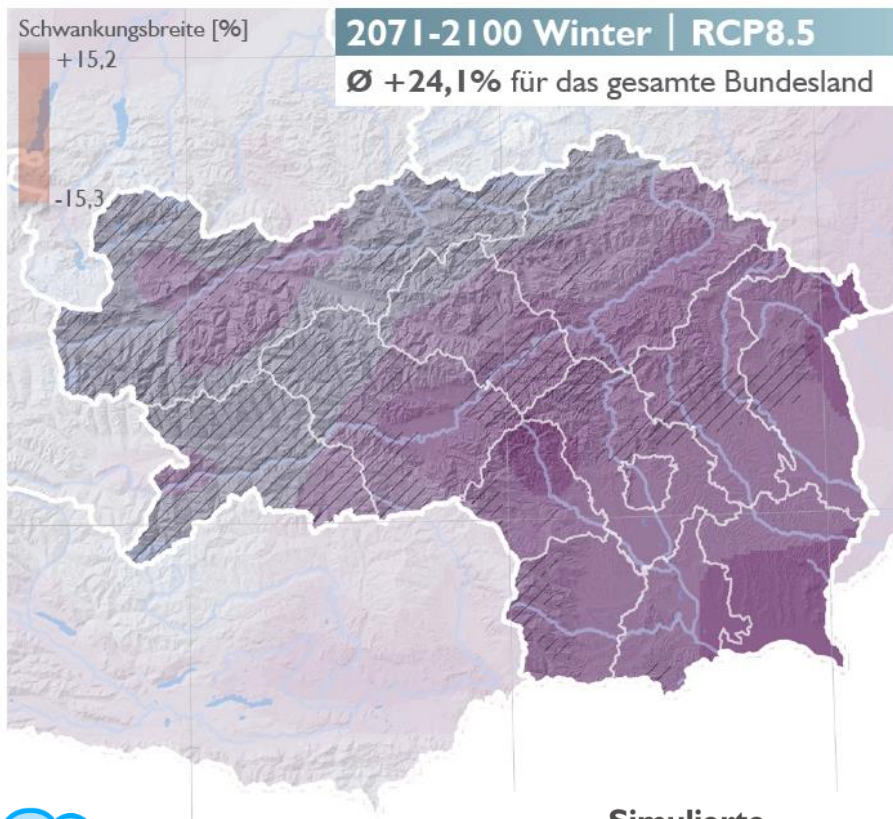 Schwankungsbreite [%]
+15,2
-15,3
2071-2100 Winter | RCP8.5
Ø +24,1% für das gesamte Bundesland
Simulierte